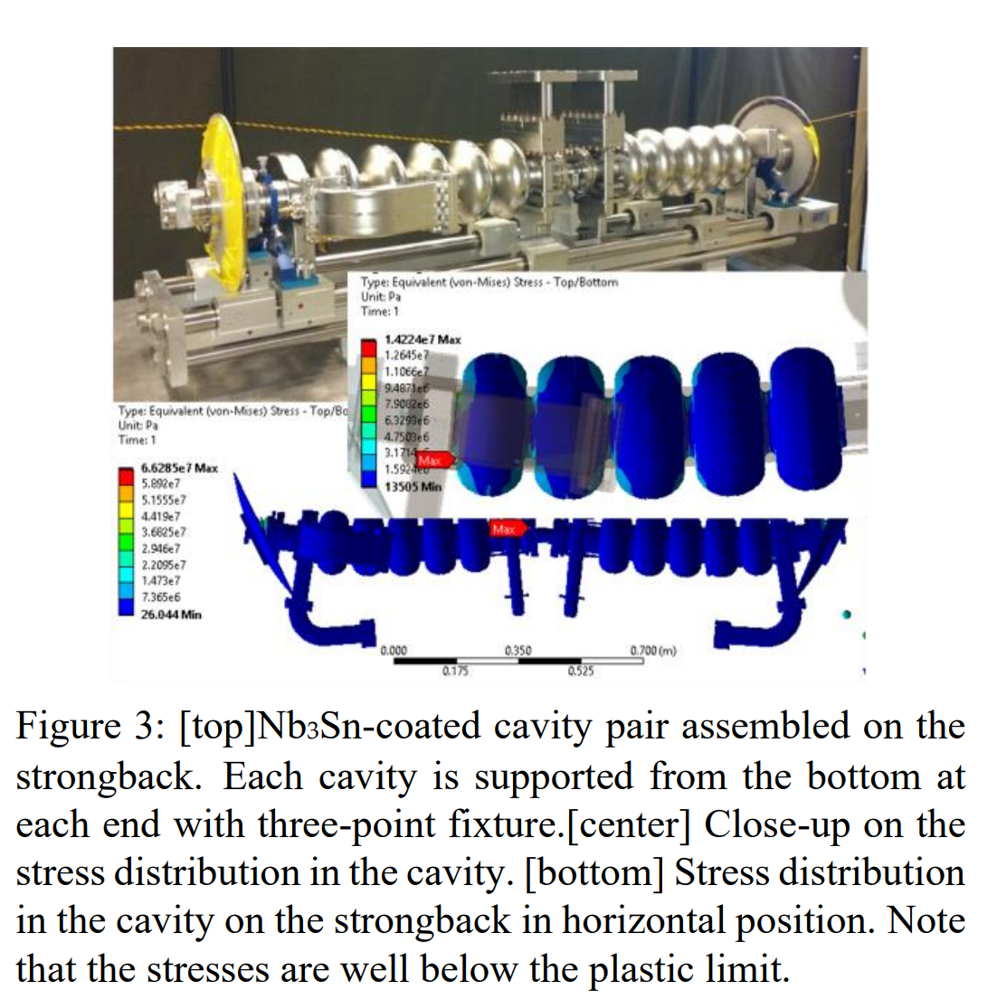 Type: Equivalent (von-Mises) Stress - Top/Bottom
Unit: Pa
Time: 1
1.4224e7 Max
1.2645e7
1.1066e7
9.4871e6
7.9082e6
6.3293e6
4.7503e6
3.1714
Max
1.592
13505 Min
Type: Equivalent (von-Mises) Stress - Top/Bo
Unit: Pa
Time: 1
6.6285e7 Max
5.892e7
5.1555e7
4.419e7
3.6825e7
2.946e7
2.2095e7
1.473e7
7.365e6
26.044 Min
Max
0.000 0.350 0.700 (m)
0.175 0.525
Figure 3: [top]Nb₃Sn-coated cavity pair assembled on the
strongback. Each cavity is supported from the bottom at
each end with three-point fixture.[center] Close-up on the
stress distribution in the cavity. [bottom] Stress distribution
in the cavity on the strongback in horizontal position. Note
that the stresses are well below the plastic limit.